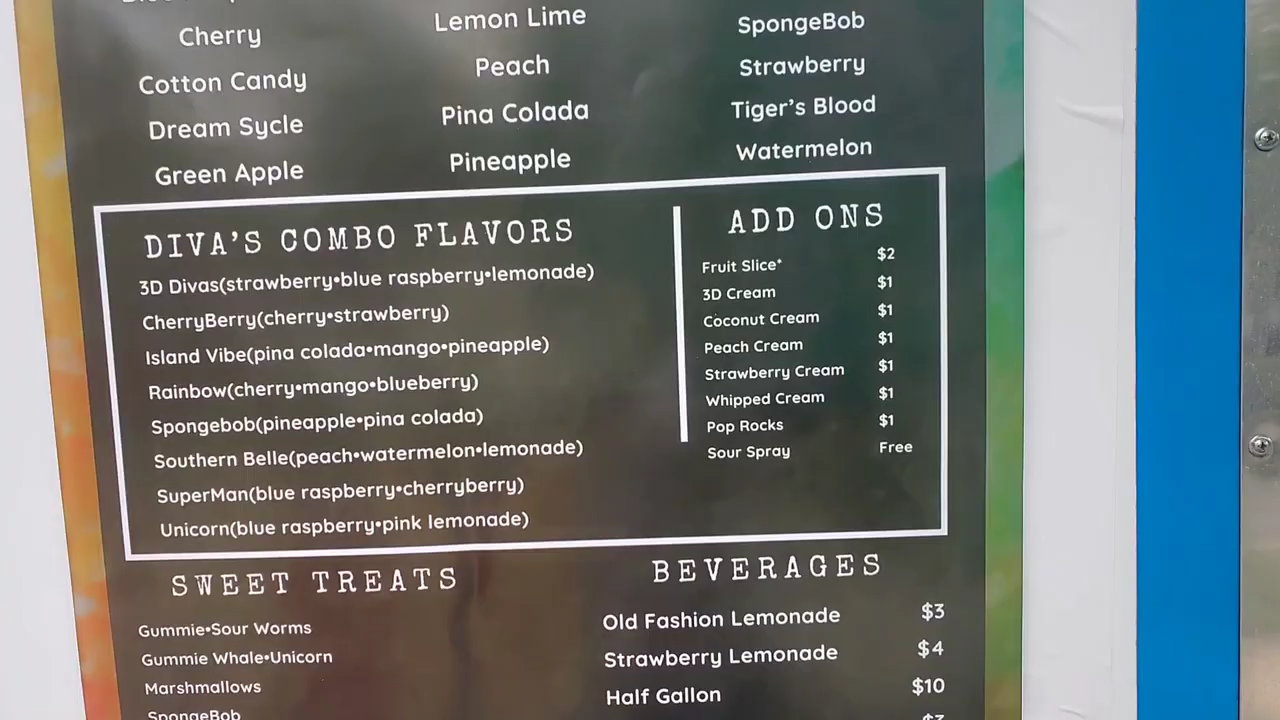 Cherry
Cotton Candy
Dream Sycle
Green Apple
Lemon Lime
Peach
Pina Colada
Pineapple
SpongeBob
Strawberry
Tiger's Blood
Watermelon
DIVA'S COMBO FLAVORS
3D Divas(strawberry•blue raspberry•lemonade)
CherryBerry(cherry•strawberry)
Island Vibe(pina colada•mango•pineapple)
Rainbow(cherry•mango•blueberry)
Spongebob(pineapple•pina colada)
Southern Belle(peach•watermelon•lemonade)
SuperMan(blue raspberry•cherryberry)
Unicorn(blue raspberry•pink lemonade)
ADD ONS
Fruit Slice* $2
3D Cream $1
Coconut Cream $1
Peach Cream $1
Strawberry Cream $1
Whipped Cream $1
Pop Rocks $1
Sour Spray Free
SWEET TREATS
Gummie•Sour Worms
Gummie Whale•Unicorn
Marshmallows
SpongeBob
BEVERAGES
Old Fashion Lemonade $3
Strawberry Lemonade $4
Half Gallon $10